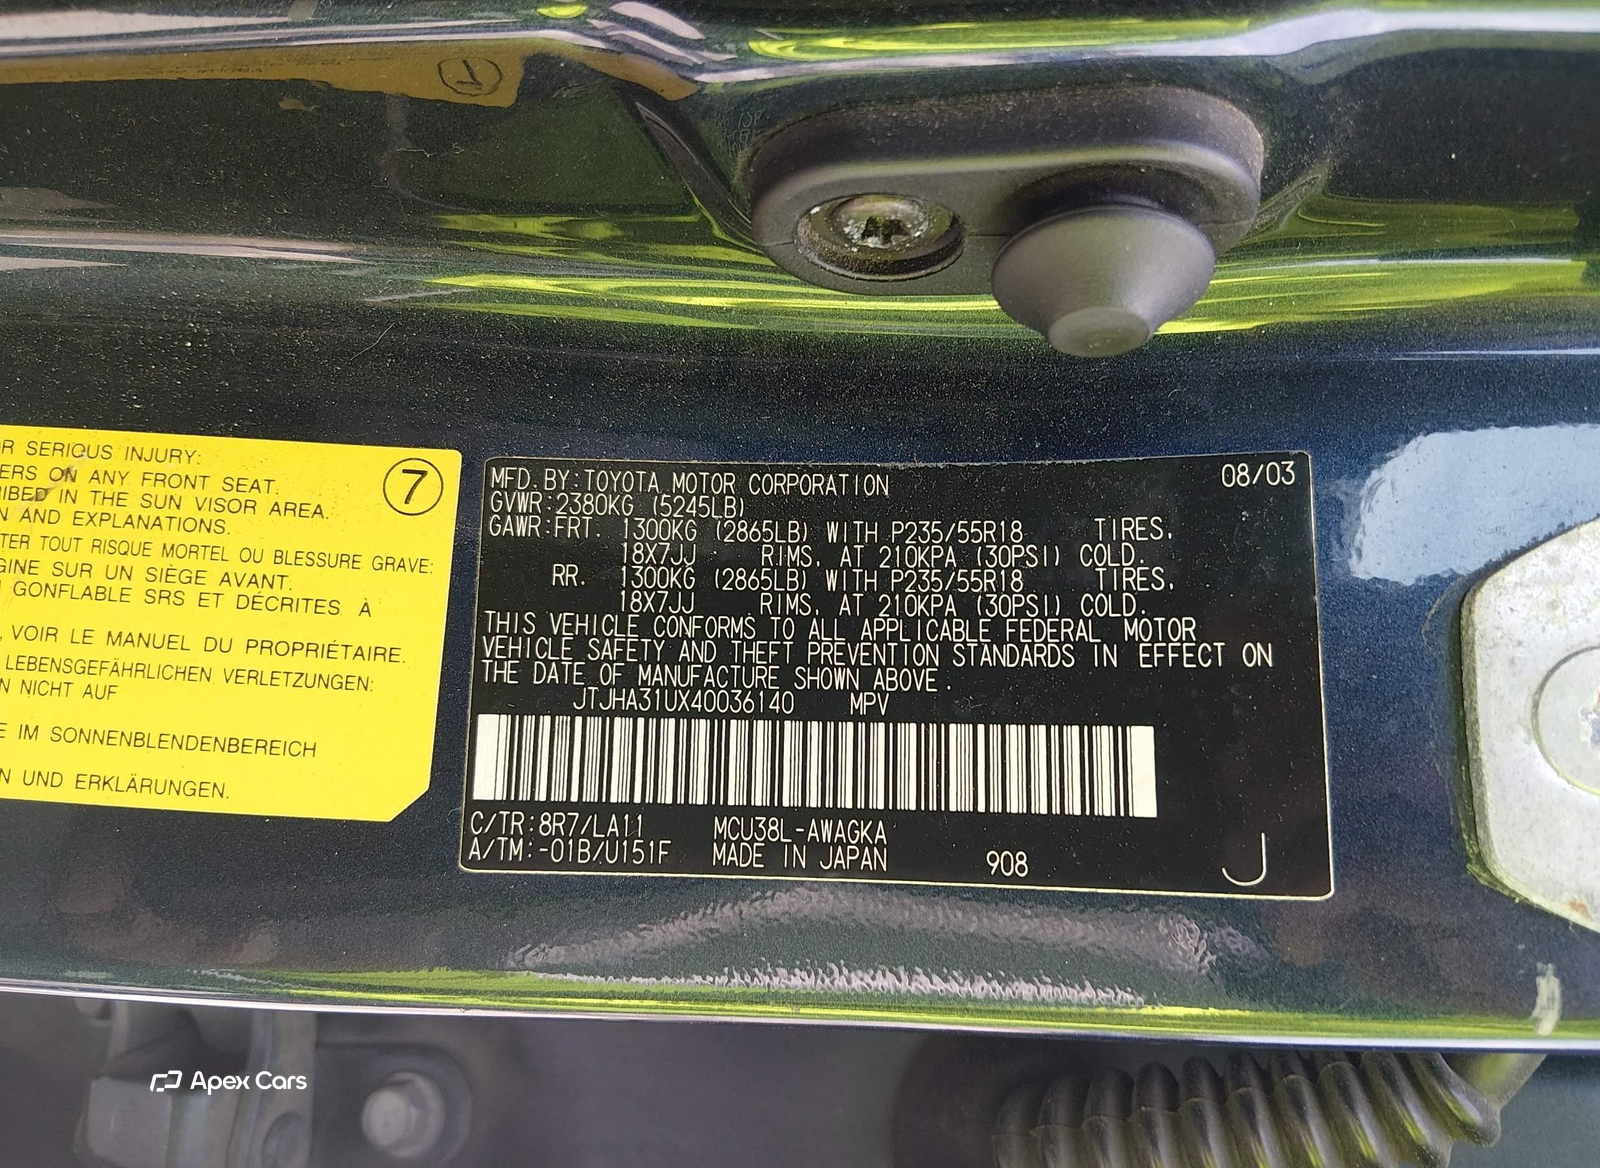 OR SERIOUS INJURY:
ERS ON ANY FRONT SEAT.
IBED IN THE SUN VISOR AREA.
N AND EXPLANATIONS.
TER TOUT RISQUE MORTEL OU BLESSURE GRAVE:
GINE SUR UN SIÈGE AVANT.
GONFLABLE SRS ET DÉCRITES À
, VOIR LE MANUEL DU PROPRIÉTAIRE.
LEBENSGEFÄHRLICHEN VERLETZUNGEN:
N NICHT AUF
E IM SONNENBLENDENBEREICH
N UND ERKLÄRUNGEN.
7
MFD. BY: TOYOTA MOTOR CORPORATION 08/03
GVWR: 2380KG (5245LB)
GAWR: FRT. 1300KG (2865LB) WITH P235/55R18 TIRES,
18X7JJ RIMS, AT 210KPA (30PSI) COLD.
RR. 1300KG (2865LB) WITH P235/55R18 TIRES,
18X7JJ RIMS, AT 210KPA (30PSI) COLD.
THIS VEHICLE CONFORMS TO ALL APPLICABLE FEDERAL MOTOR
VEHICLE SAFETY AND THEFT PREVENTION STANDARDS IN EFFECT ON
THE DATE OF MANUFACTURE SHOWN ABOVE.
JTJHA31UX40036140 MPV
C/TR: 8R7/LA11 MCU38L-AWAGKA
A/TM: -01B/U151F MADE IN JAPAN 908 J
Apex Cars